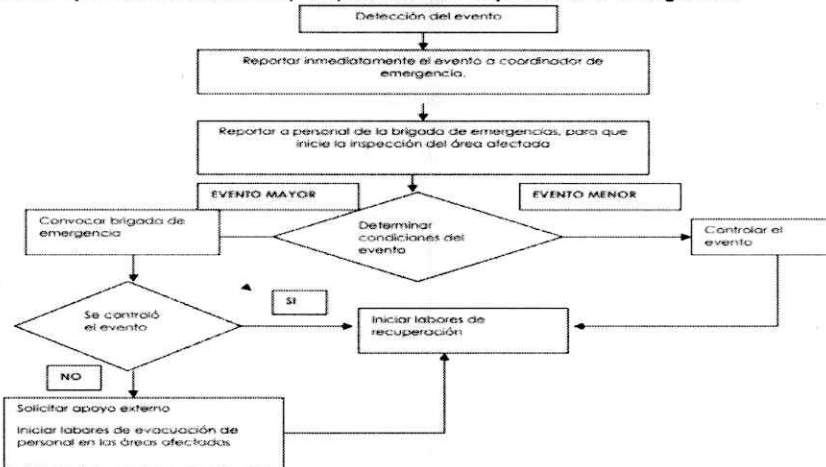 Detección del evento
Reportar inmediatamente el evento a coordinador de
emergencia.
Reportar a personal de la brigada de emergencias, para que
inicie la inspección del área afectada
EVENTO MAYOR
EVENTO MENOR
Convocar brigada de
emergencia
Determinar
condiciones del
evento
Controlar el
evento
Se controló
el evento
SI
Iniciar labores de
recuperación
NO
Solicitar apoyo externo
Iniciar labores de evacuación de
personal en las áreas afectadas